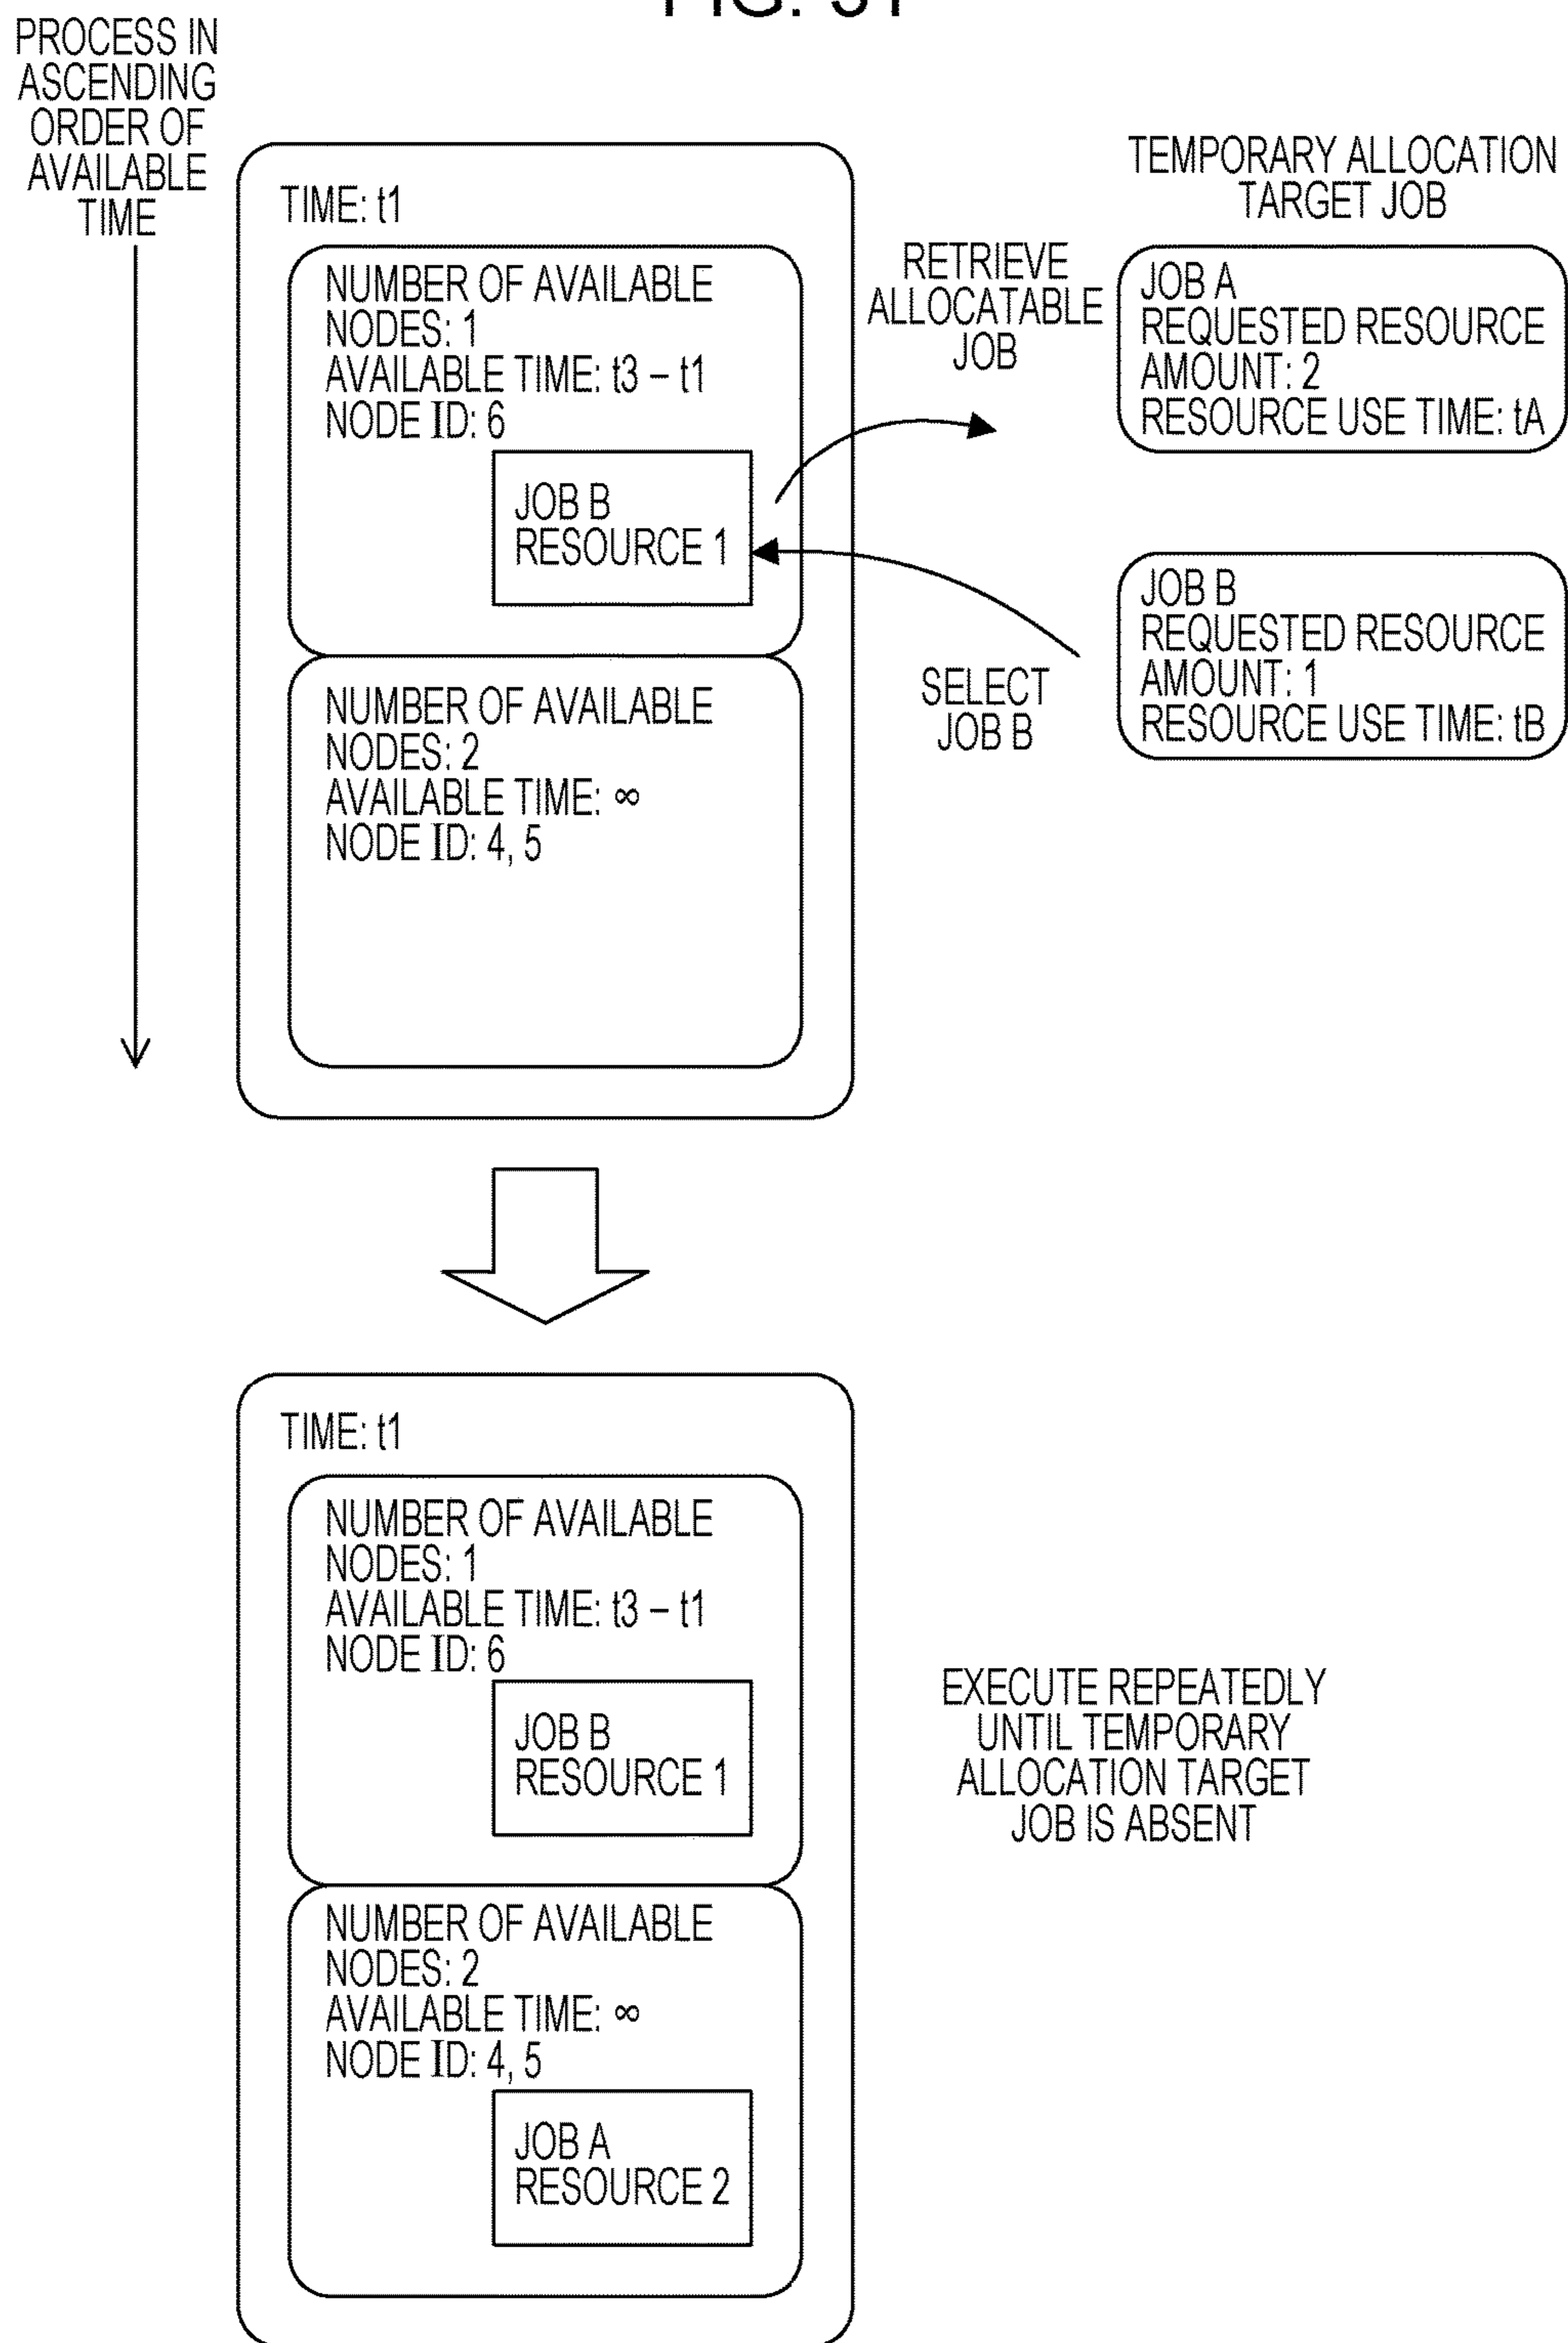 PROCESS IN
ASCENDING
ORDER OF
AVAILABLE
TIME
TIME: t1
NUMBER OF AVAILABLE
NODES: 1
AVAILABLE TIME: t3 – t1
NODE ID: 6
JOB B
RESOURCE 1
NUMBER OF AVAILABLE
NODES: 2
AVAILABLE TIME: ∞
NODE ID: 4, 5
RETRIEVE
ALLOCATABLE
JOB
SELECT
JOB B
TEMPORARY ALLOCATION
TARGET JOB
JOB A
REQUESTED RESOURCE
AMOUNT: 2
RESOURCE USE TIME: tA
JOB B
REQUESTED RESOURCE
AMOUNT: 1
RESOURCE USE TIME: tB
TIME: t1
NUMBER OF AVAILABLE
NODES: 1
AVAILABLE TIME: t3 – t1
NODE ID: 6
JOB B
RESOURCE 1
NUMBER OF AVAILABLE
NODES: 2
AVAILABLE TIME: ∞
NODE ID: 4, 5
JOB A
RESOURCE 2
EXECUTE REPEATEDLY
UNTIL TEMPORARY
ALLOCATION TARGET
JOB IS ABSENT